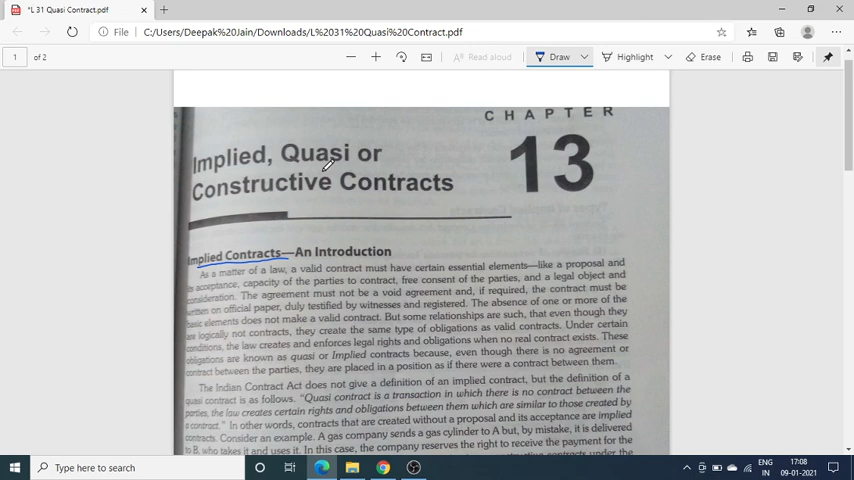 *L 31 Quasi Contract.pdf
File
C:/Users/Deepak%20Jain/Downloads/L%2031%20Quasi%20Contract.pdf
1 of 2
Read aloud
Draw
Highlight
Erase
CHAPTER
13
Implied, Quasi or
Constructive Contracts
Implied Contracts—An Introduction
As a matter of a law, a valid contract must have certain essential elements—like a proposal and
its acceptance, capacity of the parties to contract, free consent of the parties, and a legal object and
consideration. The agreement must not be a void agreement and, if required, the contract must be
written on official paper, duly testified by witnesses and registered. The absence of one or more of the
basic elements does not make a valid contract. But some relationships are such, that even though they
are logically not contracts, they create the same type of obligations as valid contracts. Under certain
conditions, the law creates and enforces legal rights and obligations when no real contract exists. These
obligations are known as quasi or Implied contracts because, even though there is no agreement or
contract between the parties, they are placed in a position as if there were a contract between them.
The Indian Contract Act does not give a definition of an implied contract, but the definition of a
quasi contract is as follows. "Quasi contract is a transaction in which there is no contract between the
parties, the law creates certain rights and obligations between them which are similar to those created by
a contract." In other words, contracts that are created without a proposal and its acceptance are implied
contracts. Consider an example. A gas company sends a gas cylinder to A but, by mistake, it is delivered
to B, who takes it and uses it. In this case, the company reserves the right to receive the payment for the
contracts under the
Type here to search
ENG
IN
17:08
09-01-2021